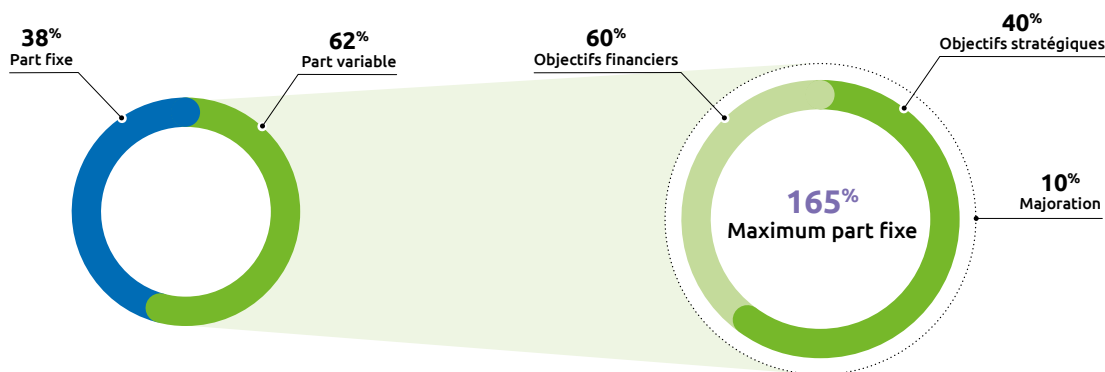 38%
Part fixe
62%
Part variable
60%
Objectifs financiers
40%
Objectifs stratégiques
165%
Maximum part fixe
10%
Majoration